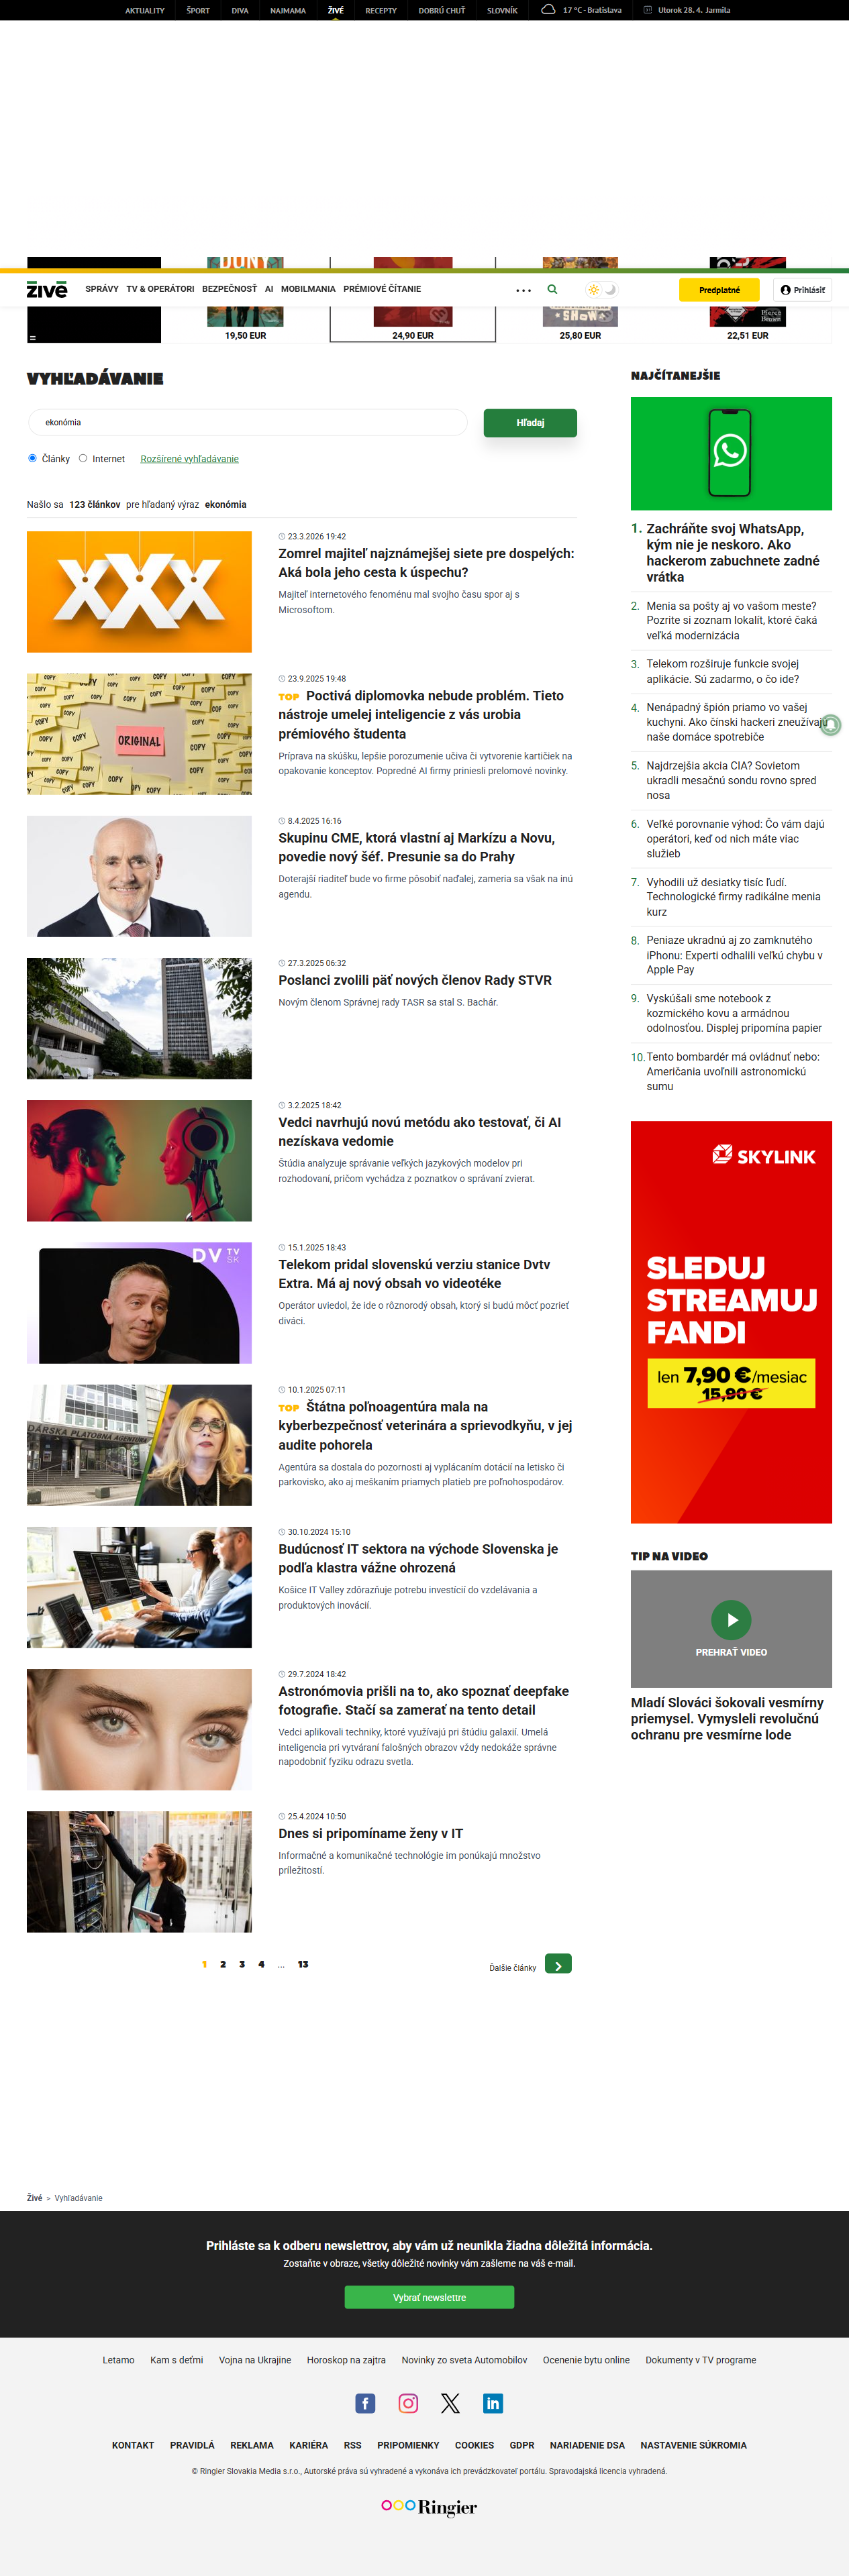 AKTUALITY ŠPORT DIVA NAJMAMA ŽIVÉ RECEPTY DOBRÚ CHUŤ SLOVNÍK 17 °C - Bratislava Utorok 28. 4. Jarmila
živé SPRÁVY TV & OPERÁTORI BEZPEČNOSŤ AI MOBILMANIA PRÉMIOVÉ ČÍTANIE Predplatné Prihlásiť
19,50 EUR 24,90 EUR 25,80 EUR 22,51 EUR
VYHĽADÁVANIE
ekonómia
Hľadaj
Články Internet Rozšírené vyhľadávanie
Našlo sa 123 článkov pre hľadaný výraz ekonómia
XXX
23.3.2026 19:42
Zomrel majiteľ najznámejšej siete pre dospelých:
Aká bola jeho cesta k úspechu?
Majiteľ internetového fenoménu mal svojho času spor aj s
Microsoftom.
COPY
ORIGINAL
23.9.2025 19:48
TOP Poctivá diplomovka nebude problém. Tieto
nástroje umelej inteligencie z vás urobia
prémiového študenta
Príprava na skúšku, lepšie porozumenie učiva či vytvorenie kartičiek na
opakovanie konceptov. Popredné AI firmy priniesli prelomové novinky.
8.4.2025 16:16
Skupinu CME, ktorá vlastní aj Markízu a Novu,
povedie nový šéf. Presunie sa do Prahy
Doterajší riaditeľ bude vo firme pôsobiť naďalej, zameria sa však na inú
agendu.
27.3.2025 06:32
Poslanci zvolili päť nových členov Rady STVR
Novým členom Správnej rady TASR sa stal S. Bachár.
3.2.2025 18:42
Vedci navrhujú novú metódu ako testovať, či AI
nezískava vedomie
Štúdia analyzuje správanie veľkých jazykových modelov pri
rozhodovaní, pričom vychádza z poznatkov o správaní zvierat.
DV TV
SK
15.1.2025 18:43
Telekom pridal slovenskú verziu stanice Dvtv
Extra. Má aj nový obsah vo videotéke
Operátor uviedol, že ide o rôznorodý obsah, ktorý si budú môcť pozrieť
diváci.
DÁRSKA PLATOBNÁ AGENTÚRA
10.1.2025 07:11
TOP Štátna poľnoagentúra mala na
kyberbezpečnosť veterinára a sprievodkyňu, v jej
audite pohorela
Agentúra sa dostala do pozornosti aj vyplácaním dotácií na letisko či
parkovisko, ako aj meškaním priamych platieb pre poľnohospodárov.
30.10.2024 15:10
Budúcnosť IT sektora na východe Slovenska je
podľa klastra vážne ohrozená
Košice IT Valley zdôrazňuje potrebu investícií do vzdelávania a
produktových inovácií.
29.7.2024 18:42
Astronómovia prišli na to, ako spoznať deepfake
fotografie. Stačí sa zamerať na tento detail
Vedci aplikovali techniky, ktoré využívajú pri štúdiu galaxií. Umelá
inteligencia pri vytváraní falošných obrazov vždy nedokáže správne
napodobniť fyziku odrazu svetla.
25.4.2024 10:50
Dnes si pripomíname ženy v IT
Informačné a komunikačné technológie im ponúkajú množstvo
príležitostí.
1 2 3 4 ... 13 Ďalšie články
NAJČÍTANEJŠIE
1. Zachráňte svoj WhatsApp,
kým nie je neskoro. Ako
hackerom zabuchnete zadné
vrátka
2. Menia sa pošty aj vo vašom meste?
Pozrite si zoznam lokalít, ktoré čaká
veľká modernizácia
3. Telekom rozširuje funkcie svojej
aplikácie. Sú zadarmo, o čo ide?
4. Nenápadný špión priamo vo vašej
kuchyni. Ako čínski hackeri zneužívajú
naše domáce spotrebiče
5. Najdrzejšia akcia CIA? Sovietom
ukradli mesačnú sondu rovno spred
nosa
6. Veľké porovnanie výhod: Čo vám dajú
operátori, keď od nich máte viac
služieb
7. Vyhodili už desiatky tisíc ľudí.
Technologické firmy radikálne menia
kurz
8. Peniaze ukradnú aj zo zamknutého
iPhonu: Experti odhalili veľkú chybu v
Apple Pay
9. Vyskúšali sme notebook z
kozmického kovu a armádnou
odolnosťou. Displej pripomína papier
10. Tento bombardér má ovládnuť nebo:
Američania uvoľnili astronomickú
sumu
SKYLINK
SLEDUJ
STREAMUJ
FANDI
len 7,90 €/mesiac
15,90 €
TIP NA VIDEO
PREHRAŤ VIDEO
Mladí Slováci šokovali vesmírny
priemysel. Vymysleli revolučnú
ochranu pre vesmírne lode
Živé > Vyhľadávanie
Prihláste sa k odberu newslettrov, aby vám už neunikla žiadna dôležitá informácia.
Zostaňte v obraze, všetky dôležité novinky vám zašleme na váš e-mail.
Vybrať newslettre
Letamo Kam s deťmi Vojna na Ukrajine Horoskop na zajtra Novinky zo sveta Automobilov Ocenenie bytu online Dokumenty v TV programe
KONTAKT PRAVIDLÁ REKLAMA KARIÉRA RSS PRIPOMIENKY COOKIES GDPR NARIADENIE DSA NASTAVENIE SÚKROMIA
© Ringier Slovakia Media s.r.o., Autorské práva sú vyhradené a vykonáva ich prevádzkovateľ portálu. Spravodajská licencia vyhradená.
Ringier